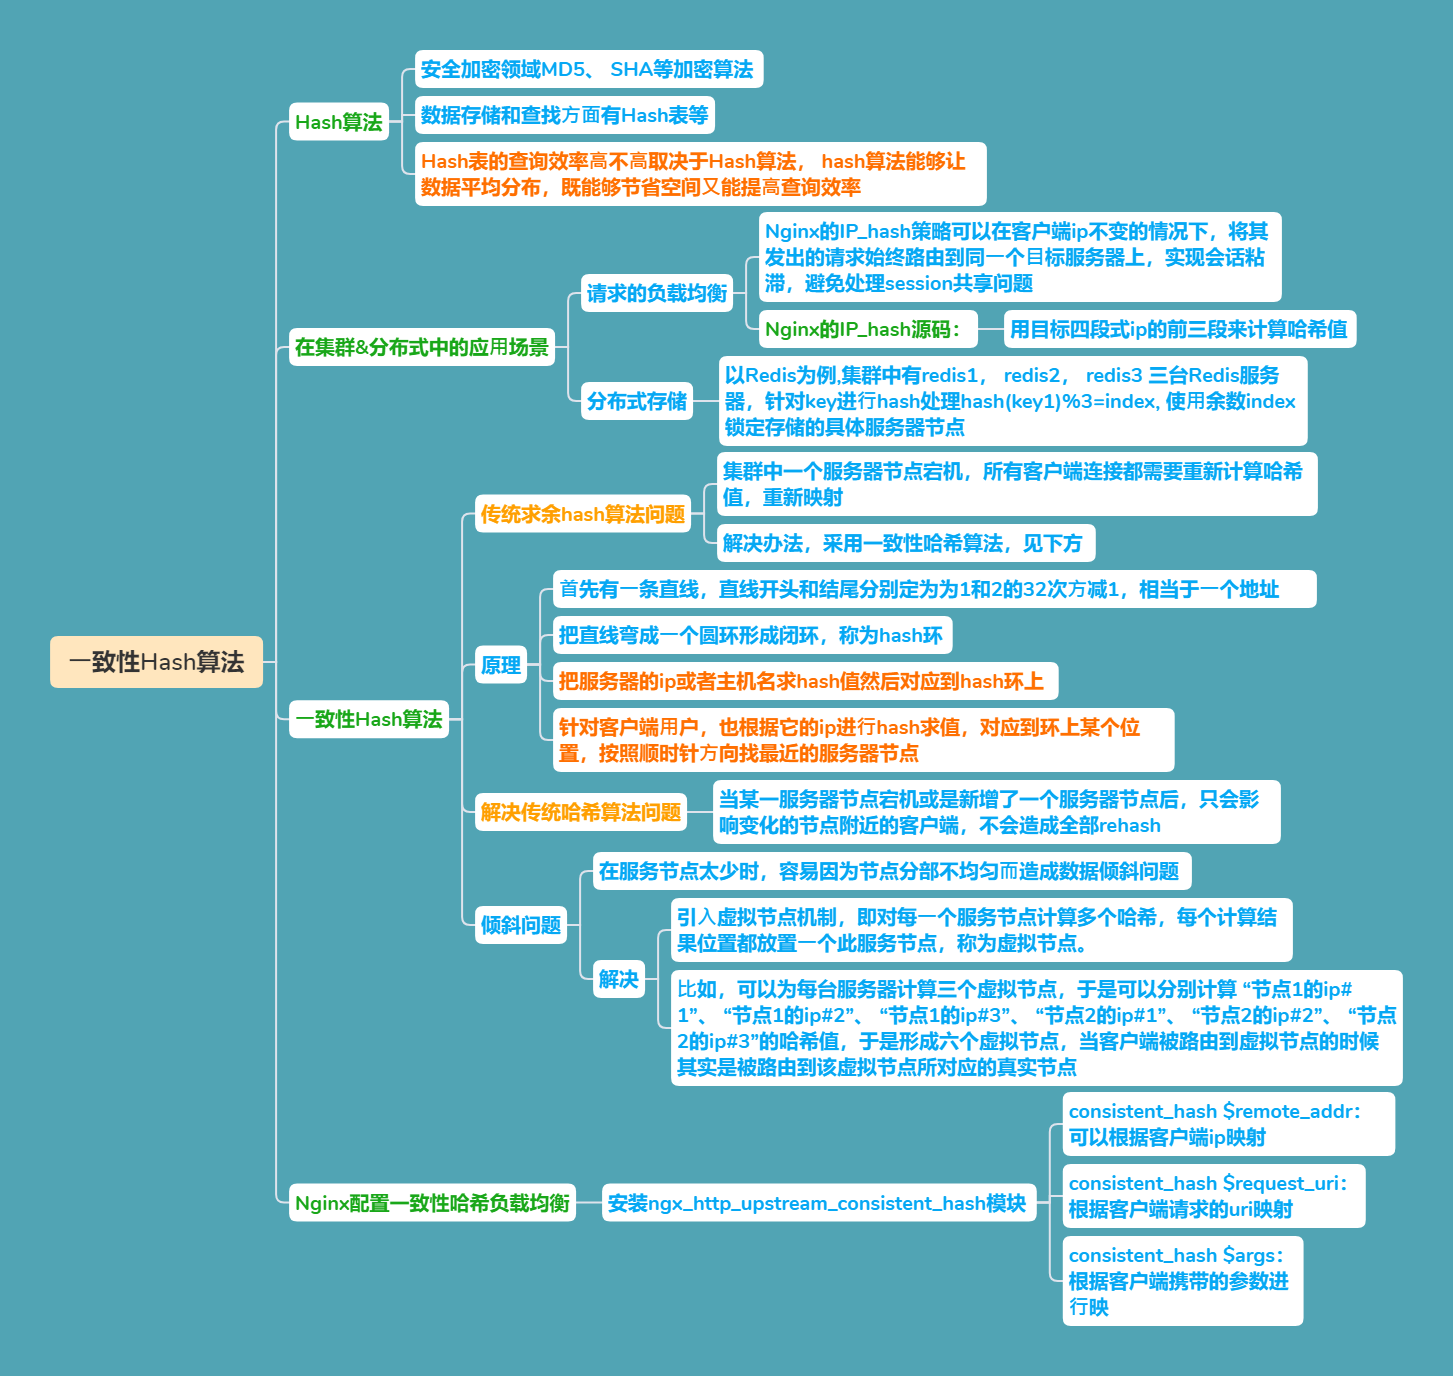 安全加密领域MD5、 SHA等加密算法
Hash算法
数据存储和查找方面有Hash表等
Hash表的查询效率高不高取决于Hash算法， hash算法能够让
数据平均分布，既能够节省空间又能提高查询效率
在集群&分布式中的应用场景
请求的负载均衡
Nginx的IP_hash策略可以在客户端ip不变的情况下，将其
发出的请求始终路由到同一个目标服务器上，实现会话粘
滞，避免处理session共享问题
Nginx的IP_hash源码：
用目标四段式ip的前三段来计算哈希值
分布式存储
以Redis为例,集群中有redis1， redis2， redis3 三台Redis服务
器，针对key进行hash处理hash(key1)%3=index, 使用余数index
锁定存储的具体服务器节点
一致性Hash算法
一致性Hash算法
传统求余hash算法问题
集群中一个服务器节点宕机，所有客户端连接都需要重新计算哈希
值，重新映射
解决办法，采用一致性哈希算法，见下方
原理
首先有一条直线，直线开头和结尾分别定为为1和2的32次方减1，相当于一个地址
把直线弯成一个圆环形成闭环，称为hash环
把服务器的ip或者主机名求hash值然后对应到hash环上
针对客户端用户，也根据它的ip进行hash求值，对应到环上某个位
置，按照顺时针方向找最近的服务器节点
解决传统哈希算法问题
当某一服务器节点宕机或是新增了一个服务器节点后，只会影
响变化的节点附近的客户端，不会造成全部rehash
倾斜问题
在服务节点太少时，容易因为节点分部不均匀而造成数据倾斜问题
解决
引入虚拟节点机制，即对每一个服务节点计算多个哈希，每个计算结
果位置都放置一个此服务节点，称为虚拟节点。
比如，可以为每台服务器计算三个虚拟节点，于是可以分别计算 “节点1的ip#
1”、 “节点1的ip#2”、 “节点1的ip#3”、 “节点2的ip#1”、 “节点2的ip#2”、 “节点
2的ip#3”的哈希值，于是形成六个虚拟节点，当客户端被路由到虚拟节点的时候
其实是被路由到该虚拟节点所对应的真实节点
Nginx配置一致性哈希负载均衡
安装ngx_http_upstream_consistent_hash模块
consistent_hash $remote_addr：
可以根据客户端ip映射
consistent_hash $request_uri：
根据客户端请求的uri映射
consistent_hash $args：
根据客户端携带的参数进
行映